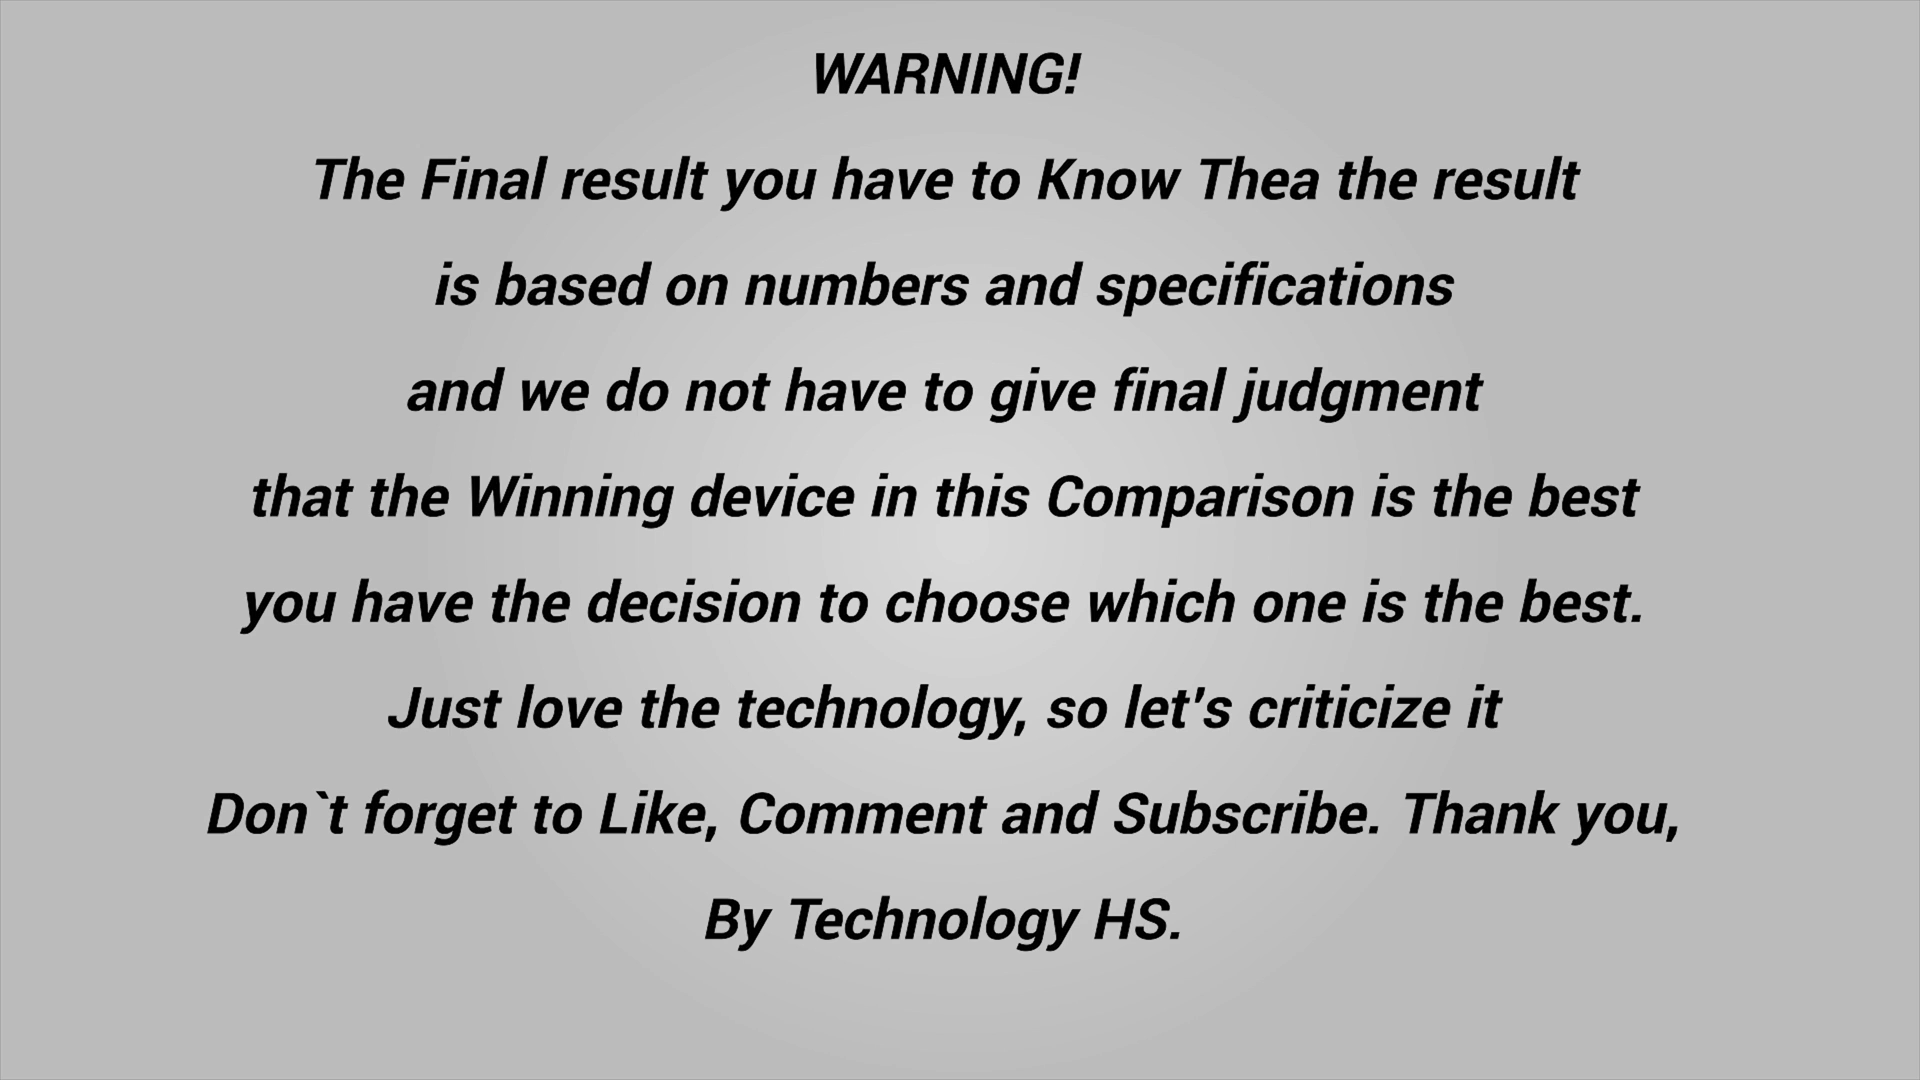 WARNING!
The Final result you have to Know Thea the result
is based on numbers and specifications
and we do not have to give final judgment
that the Winning device in this Comparison is the best
you have the decision to choose which one is the best.
Just love the technology, so let's criticize it
Don`t forget to Like, Comment and Subscribe. Thank you,
By Technology HS.